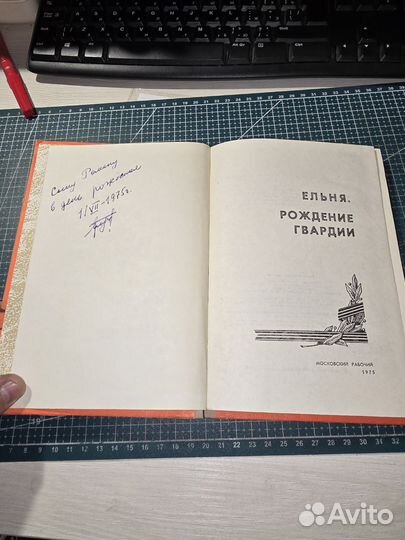 Сыну Роману
в день рождения
1/VII-1975г.
ЕЛЬНЯ.
РОЖДЕНИЕ
ГВАРДИИ
МОСКОВСКИЙ РАБОЧИЙ
1975
Avito